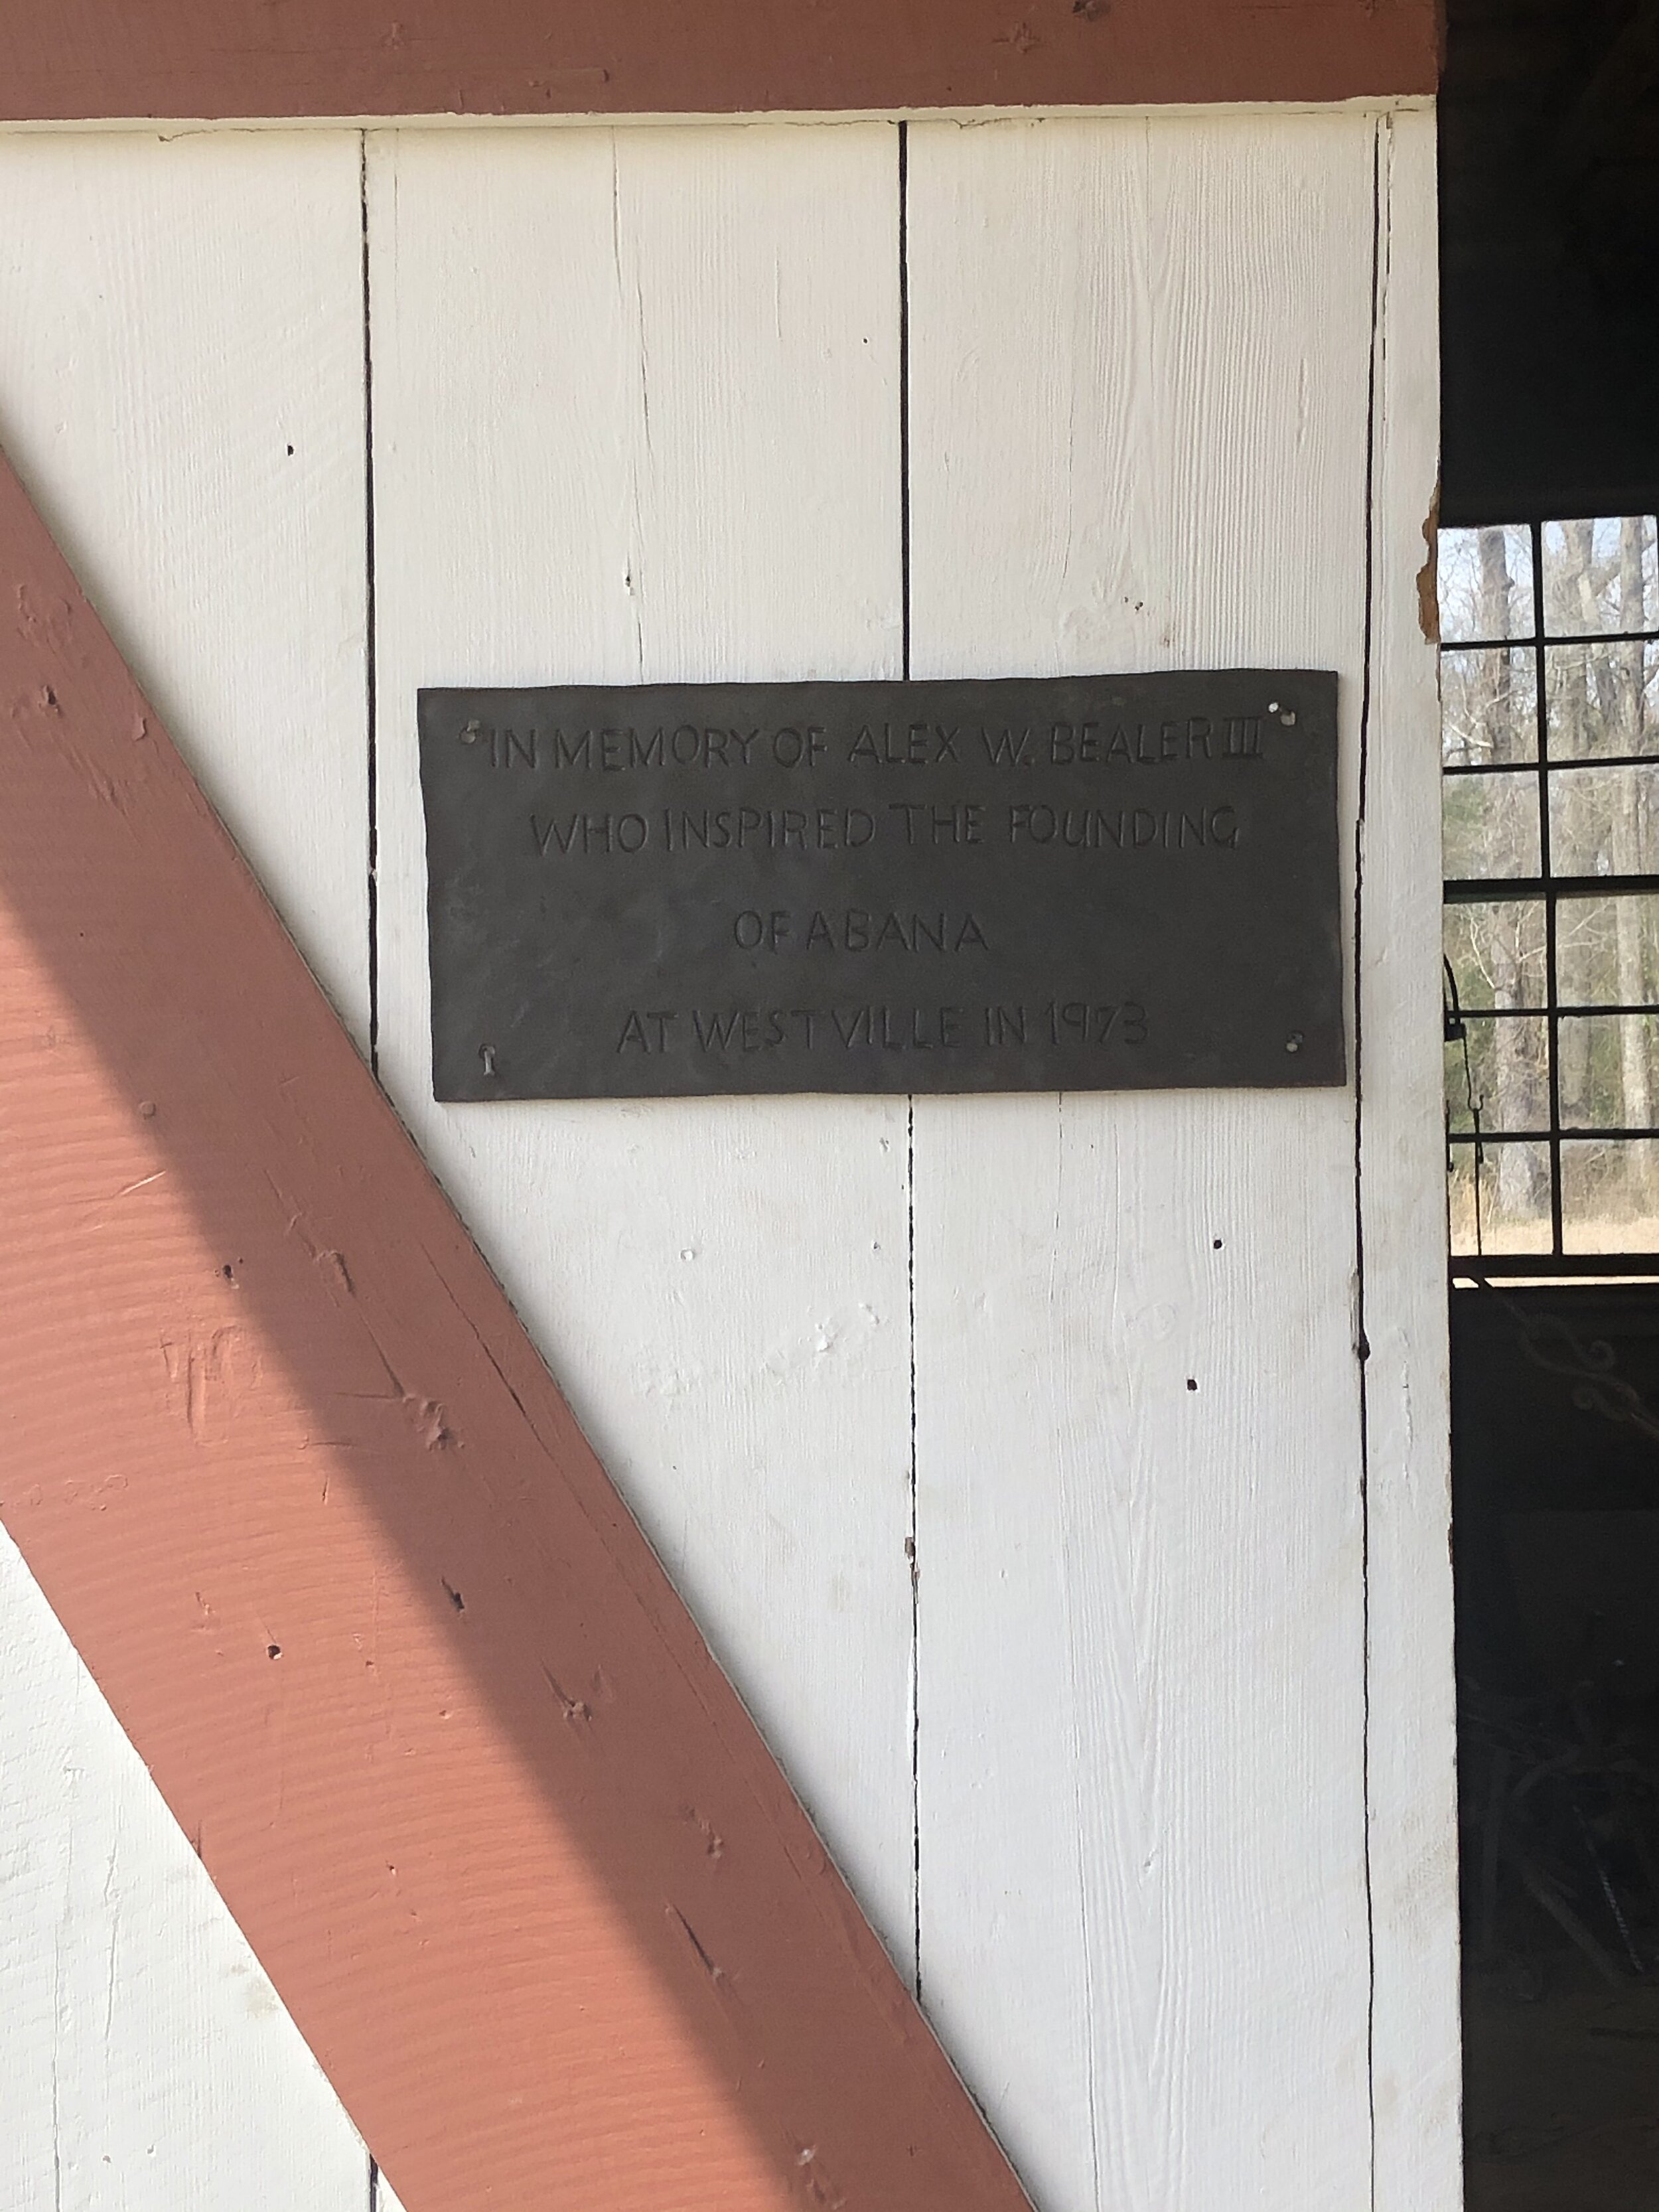 IN MEMORY OF ALEX W. BEALER III
WHO INSPIRED THE FOUNDING
OF ABANA
AT WESTVILLE IN 1973